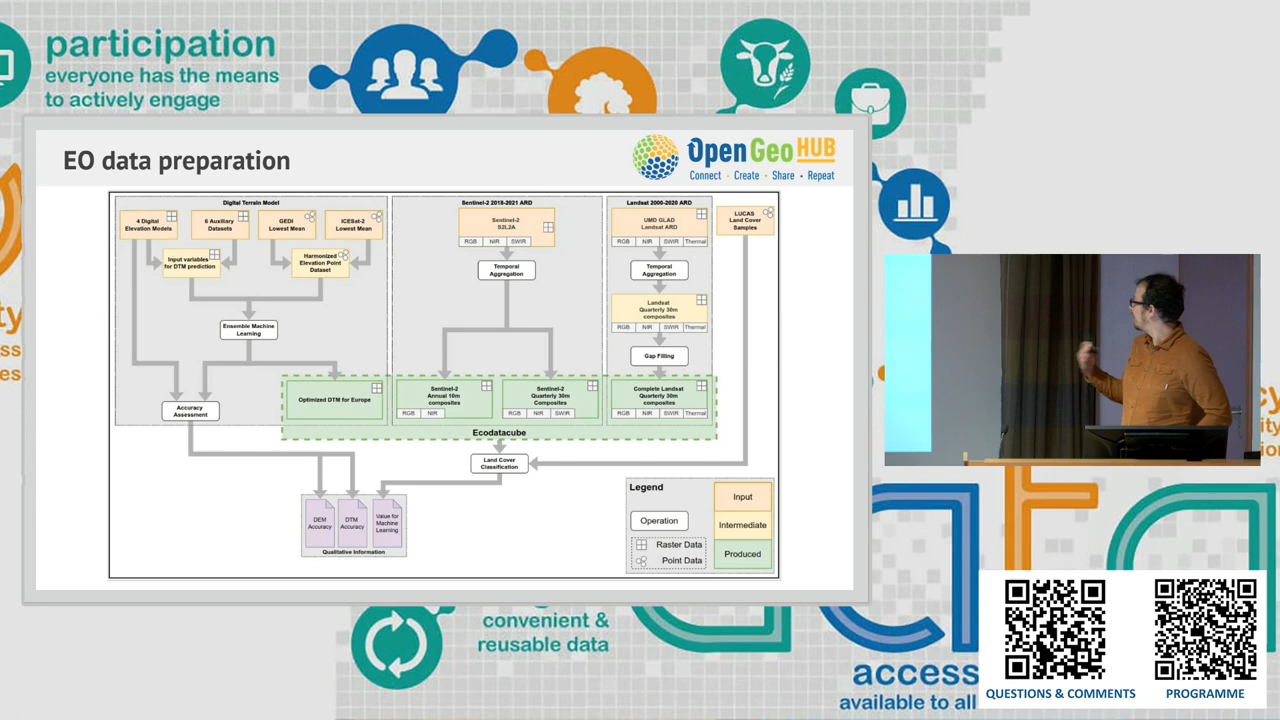 participation
everyone has the means
to actively engage
EO data preparation
OpenGeoHUB
Connect • Create • Share • Repeat
Digital Terrain Model
4 Digital
Elevation Models
6 Auxiliary
Datasets
GEDI
Lowest Mean
ICESat-2
Lowest Mean
Input variables
for DTM prediction
Harmonized
Elevation Point
Dataset
Ensemble Machine
Learning
Accuracy
Assessment
Optimized DTM for Europe
Sentinel-2 2018-2021 ARD
Sentinel-2
S2L2A
RGB NIR SWIR
Temporal
Aggregation
Sentinel-2
Annual 10m
composites
RGB NIR
Sentinel-2
Quarterly 30m
Composites
RGB NIR SWIR
Landsat 2000-2020 ARD
UMD GLAD
Landsat ARD
RGB NIR SWIR Thermal
Temporal
Aggregation
Landsat
Quarterly 30m
composites
RGB NIR SWIR Thermal
Gap Filling
Complete Landsat
Quarterly 30m
composites
RGB NIR SWIR Thermal
LUCAS
Land Cover
Samples
Ecodatacube
Land Cover
Classification
DEM
Accuracy
DTM
Accuracy
Value for
Machine
Learning
Qualitative Information
Legend
Operation
Raster Data
Point Data
Input
Intermediate
Produced
convenient &
reusable data
access
available to all
QUESTIONS & COMMENTS
PROGRAMME